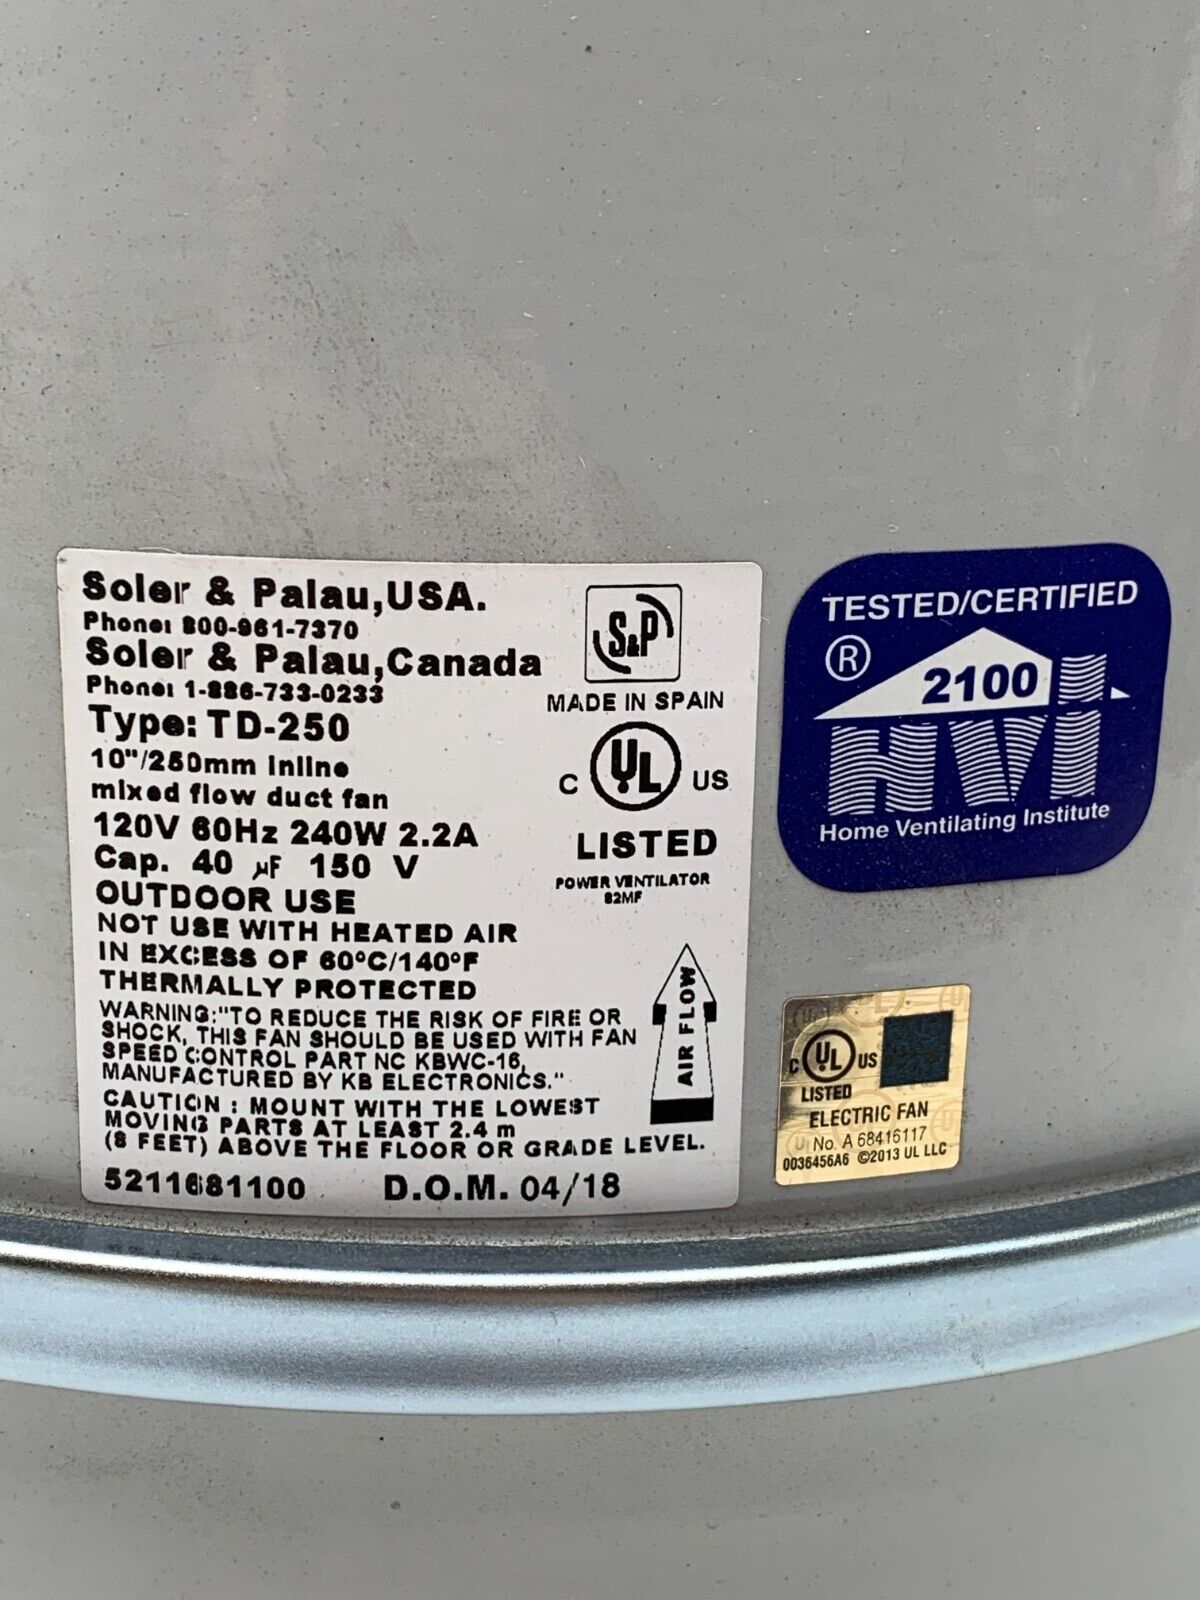 Soler & Palau,USA.
Phone: 800-961-7370
Soler & Palau,Canada
Phone: 1-886-733-0233
Type: TD-250
10"/250mm Inline
mixed flow duct fan
120V 60Hz 240W 2.2A
Cap. 40 µF 150 V
OUTDOOR USE
NOT USE WITH HEATED AIR
IN EXCESS OF 60ºC/140ºF
THERMALLY PROTECTED
WARNING:"TO REDUCE THE RISK OF FIRE OR
SHOCK, THIS FAN SHOULD BE USED WITH FAN
SPEED CONTROL PART NC KBWC-16,
MANUFACTURED BY KB ELECTRONICS."
CAUTION : MOUNT WITH THE LOWEST
MOVING PARTS AT LEAST 2.4 m
(8 FEET) ABOVE THE FLOOR OR GRADE LEVEL.
5211681100 D.O.M. 04/18
S&P
MADE IN SPAIN
C UL US
LISTED
POWER VENTILATOR
82MF
AIR FLOW
TESTED/CERTIFIED
®
2100
HVI
Home Ventilating Institute
C UL US
LISTED
ELECTRIC FAN
No. A 68416117
0036456A6 ©2013 UL LLC